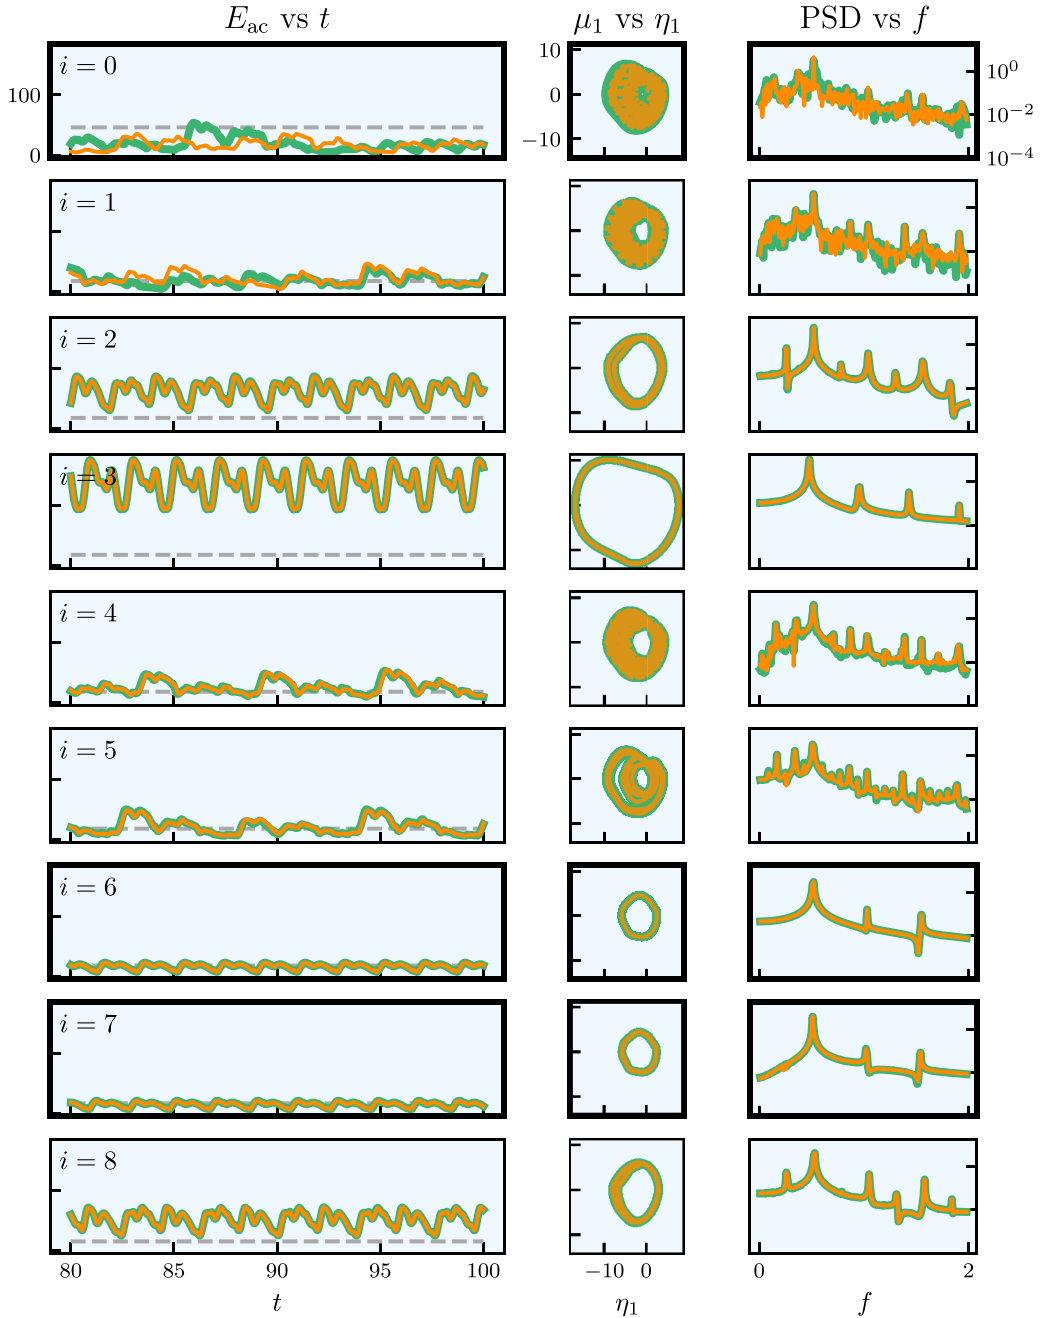 E_ac vs t
μ_1 vs η_1
PSD vs f
i = 0
100
0
10
0
−10
10^0
10^−2
10^−4
i = 1
i = 2
i = 3
i = 4
i = 5
i = 6
i = 7
i = 8
80 85 90 95 100
t
−10 0
η_1
0 2
f